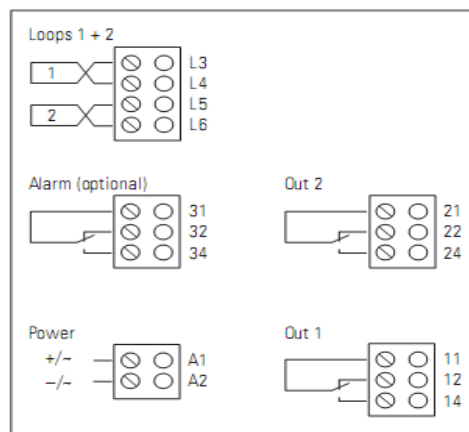 Loops 1 + 2
1
L3
L4
2
L5
L6
Alarm (optional)
31
32
34
Out 2
21
22
24
Power
+/~
A1
−/~
A2
Out 1
11
12
14